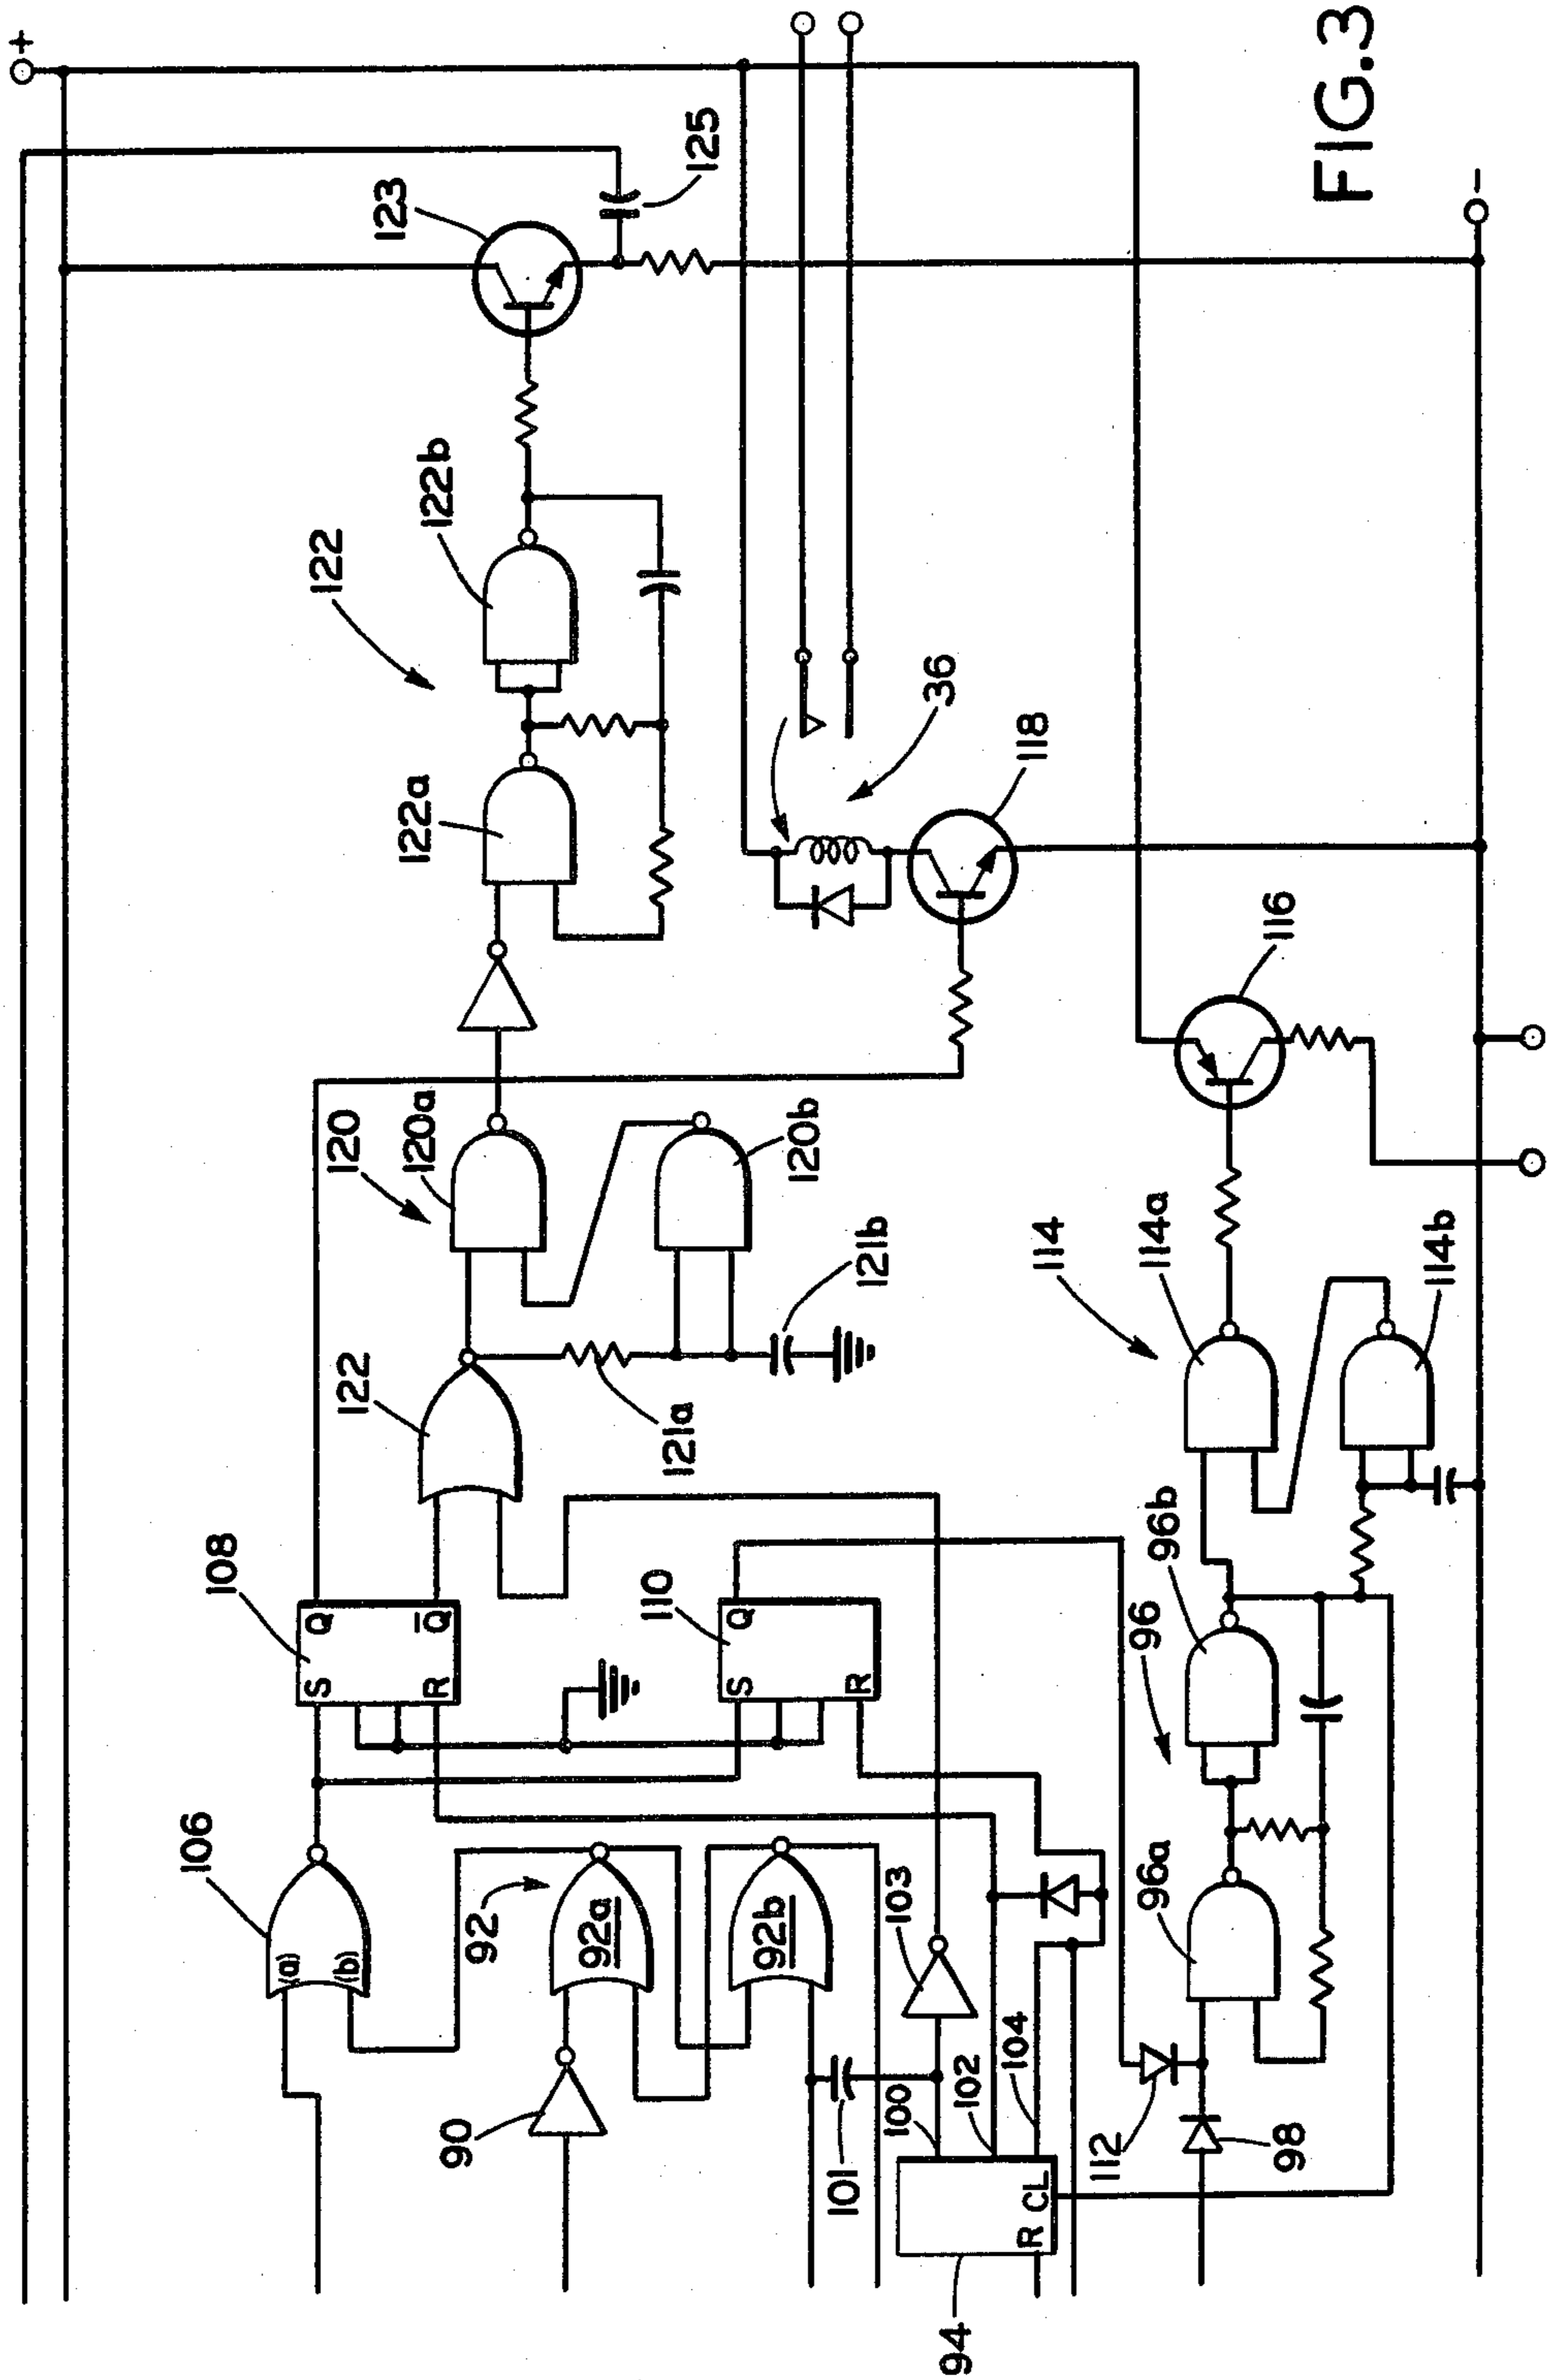 +
123
125
122
122b
122a
36
118
120
120a
120b
122
121a
121b
116
114
114a
114b
108
S
Q
R
Q̅
110
S
Q
R
106
(a)
(b)
92
92a
92b
90
103
101
100
102
104
94
R
CL
112
98
96
96a
96b
-
FIG.3